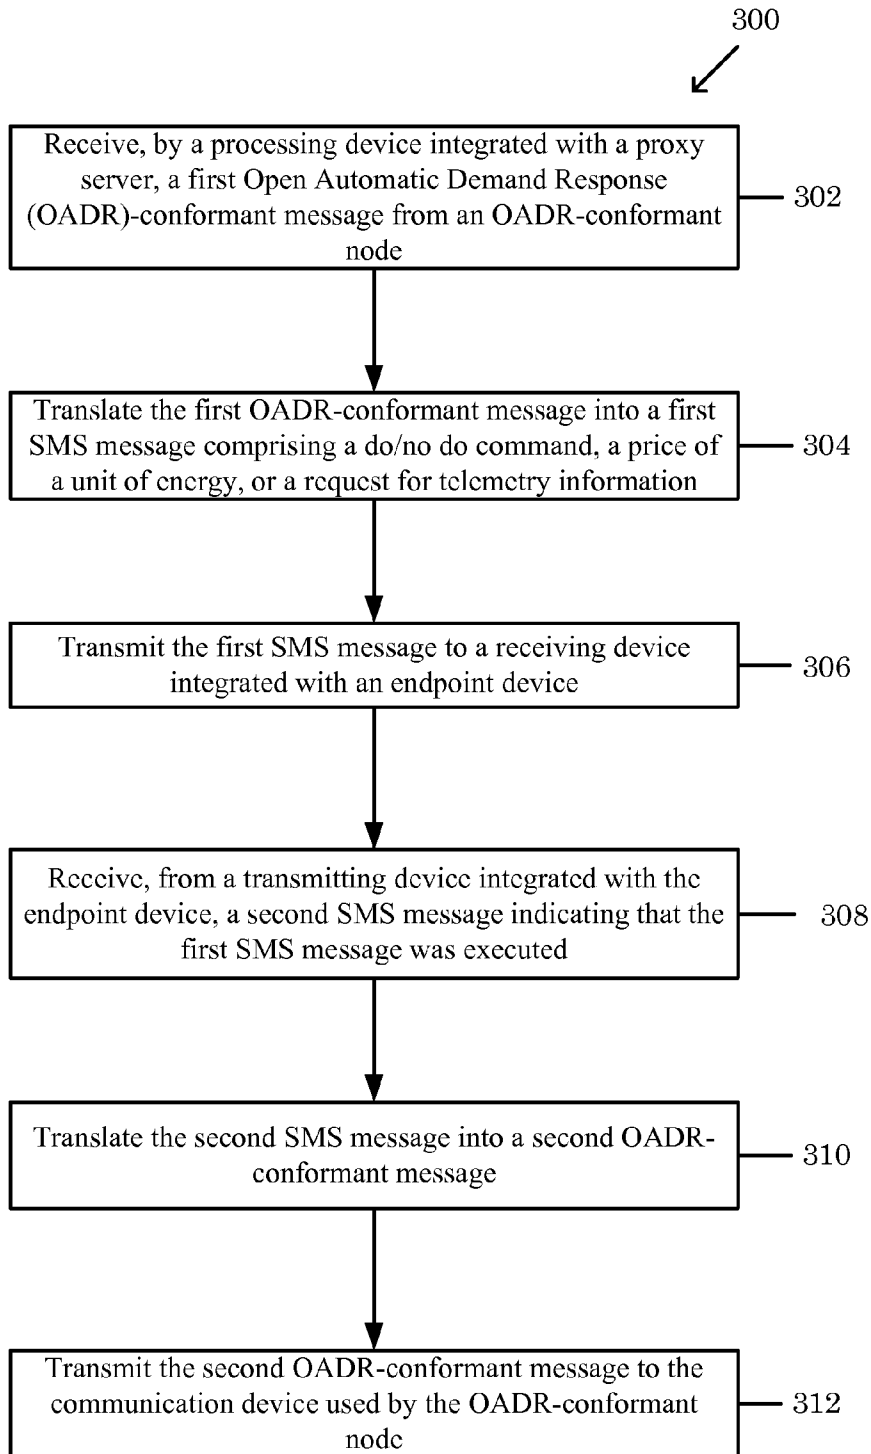 300
Receive, by a processing device integrated with a proxy
server, a first Open Automatic Demand Response
(OADR)-conformant message from an OADR-conformant
node
302
Translate the first OADR-conformant message into a first
SMS message comprising a do/no do command, a price of
a unit of energy, or a request for telemetry information
304
Transmit the first SMS message to a receiving device
integrated with an endpoint device
306
Receive, from a transmitting device integrated with the
endpoint device, a second SMS message indicating that the
first SMS message was executed
308
Translate the second SMS message into a second OADR-
conformant message
310
Transmit the second OADR-conformant message to the
communication device used by the OADR-conformant
node
312